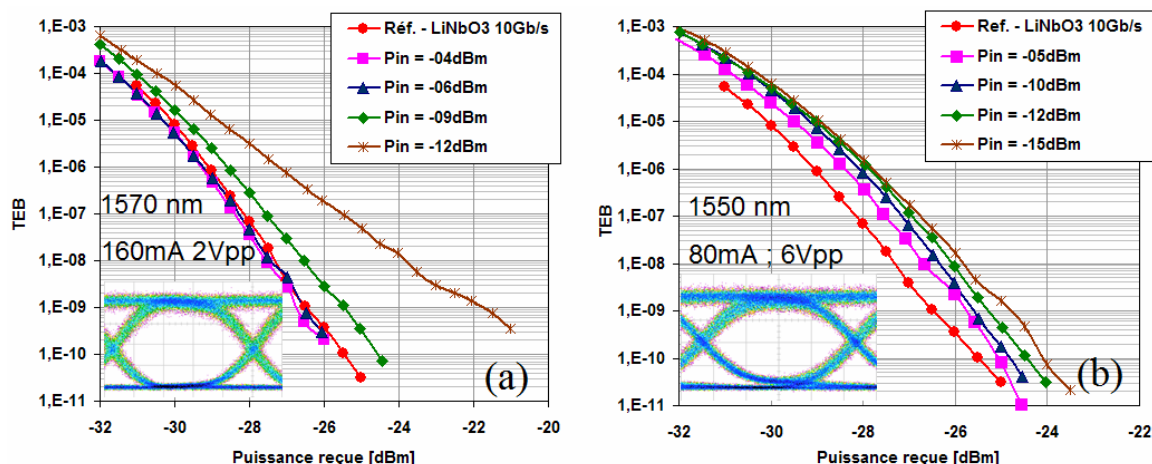 1,E-03
1,E-04
1,E-05
1,E-06
1,E-07
1,E-08
1,E-09
1,E-10
1,E-11
TEB
Réf. - LiNbO3 10Gb/s
Pin = -04dBm
Pin = -06dBm
Pin = -09dBm
Pin = -12dBm
1570 nm
160mA 2Vpp
(a)
-32 -30 -28 -26 -24 -22 -20
Puissance reçue [dBm]
1,E-03
1,E-04
1,E-05
1,E-06
1,E-07
1,E-08
1,E-09
1,E-10
1,E-11
TEB
Réf. - LiNbO3 10Gb/s
Pin = -05dBm
Pin = -10dBm
Pin = -12dBm
Pin = -15dBm
1550 nm
80mA ; 6Vpp
(b)
-32 -30 -28 -26 -24 -22
Puissance reçue [dBm]